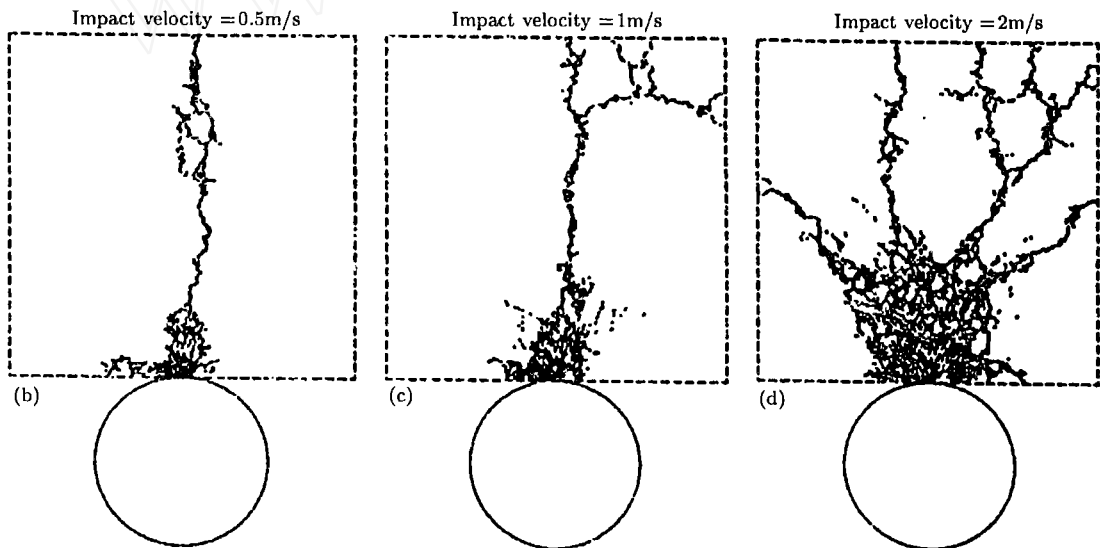 Impact velocity =0.5m/s
Impact velocity =1m/s
Impact velocity =2m/s
(b)
(c)
(d)